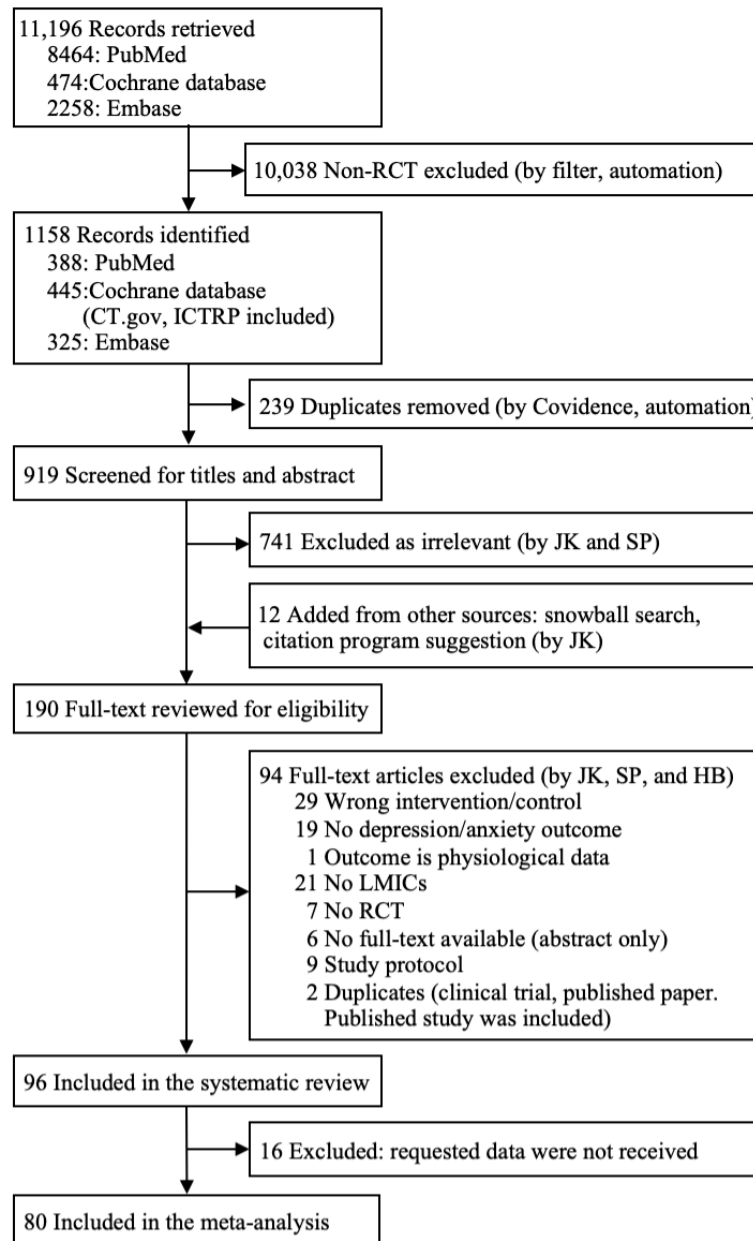 11,196 Records retrieved
8464: PubMed
474:Cochrane database
2258: Embase
10,038 Non-RCT excluded (by filter, automation)
1158 Records identified
388: PubMed
445:Cochrane database
(CT.gov, ICTRP included)
325: Embase
239 Duplicates removed (by Covidence, automation)
919 Screened for titles and abstract
741 Excluded as irrelevant (by JK and SP)
12 Added from other sources: snowball search,
citation program suggestion (by JK)
190 Full-text reviewed for eligibility
94 Full-text articles excluded (by JK, SP, and HB)
29 Wrong intervention/control
19 No depression/anxiety outcome
1 Outcome is physiological data
21 No LMICs
7 No RCT
6 No full-text available (abstract only)
9 Study protocol
2 Duplicates (clinical trial, published paper.
Published study was included)
96 Included in the systematic review
16 Excluded: requested data were not received
80 Included in the meta-analysis